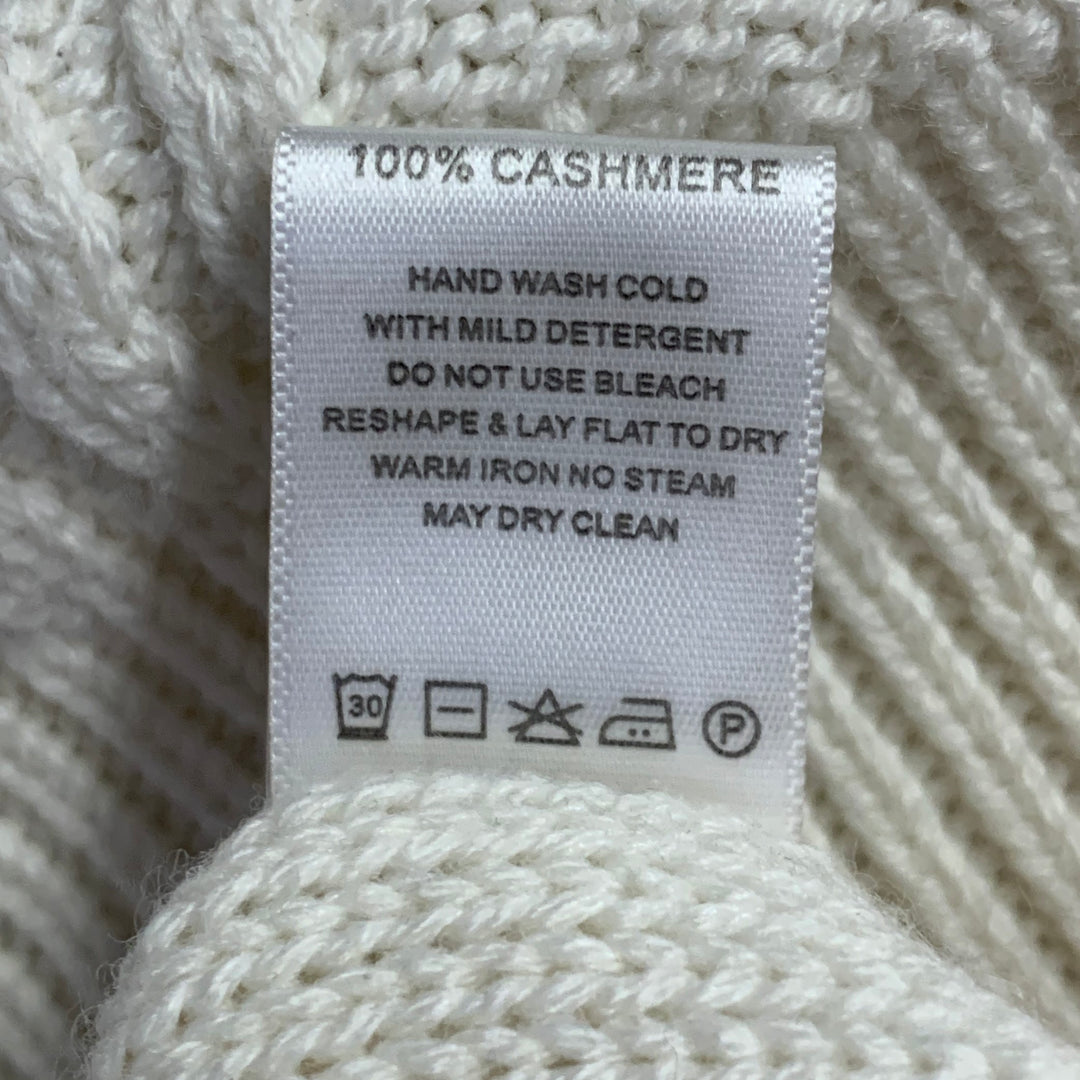 100% CASHMERE
HAND WASH COLD
WITH MILD DETERGENT
DO NOT USE BLEACH
RESHAPE & LAY FLAT TO DRY
WARM IRON NO STEAM
MAY DRY CLEAN
30 P